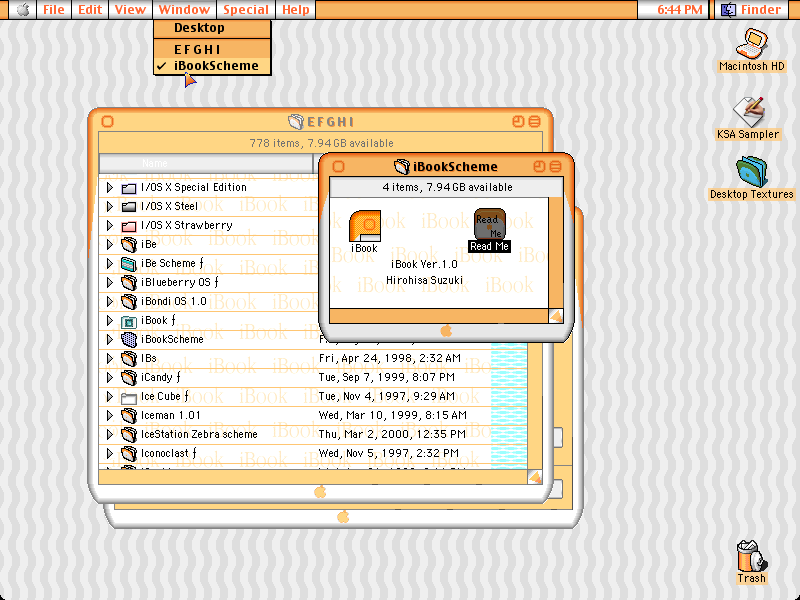 File Edit View Window Special Help 6:44 PM Finder
Desktop
E F G H I
✓ iBookScheme
Macintosh HD
KSA Sampler
Desktop Textures
Trash
E F G H I
778 items, 7.94 GB available
Name
I/OS X Special Edition
I/OS X Steel
I/OS X Strawberry
iBe
iBe Scheme ƒ
iBlueberry OS ƒ
iBondi OS 1.0
iBook ƒ
iBookScheme
IBs Fri, Apr 24, 1998, 2:32 AM
iCandy ƒ Tue, Sep 7, 1999, 8:07 PM
Ice Cube ƒ Tue, Nov 4, 1997, 9:29 AM
Iceman 1.01 Wed, Mar 10, 1999, 8:15 AM
IceStation Zebra scheme Thu, Mar 2, 2000, 12:35 PM
Iconoclast ƒ Wed, Nov 5, 1997, 2:32 PM
iBookScheme
4 items, 7.94 GB available
iBook
Read
Me
Read Me
iBook Ver.1.0
Hirohisa Suzuki